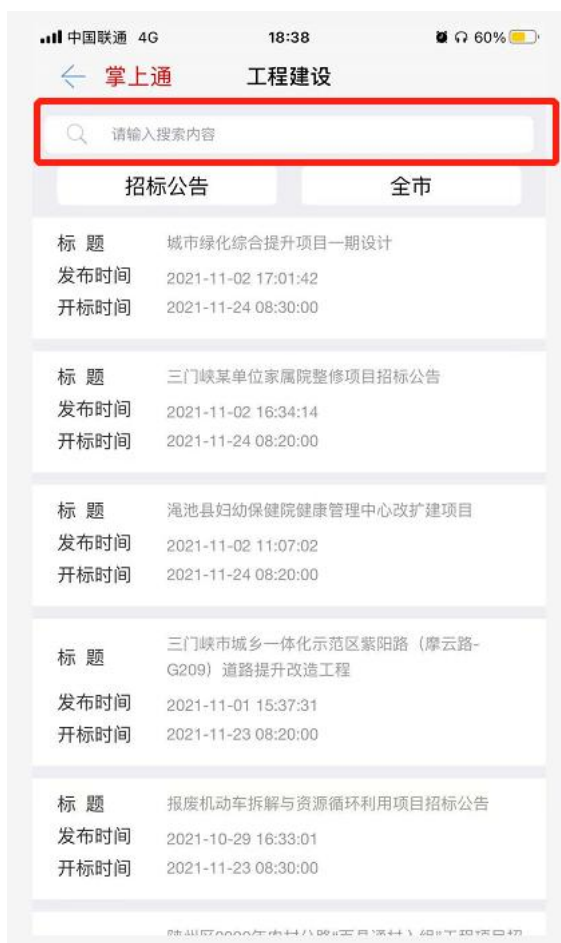 中国联通 4G 18:38 60%
掌上通 工程建设
请输入搜索内容
招标公告 全市
标 题 城市绿化综合提升项目一期设计
发布时间 2021-11-02 17:01:42
开标时间 2021-11-24 08:30:00
标 题 三门峡某单位家属院整修项目招标公告
发布时间 2021-11-02 16:34:14
开标时间 2021-11-24 08:20:00
标 题 渑池县妇幼保健院健康管理中心改扩建项目
发布时间 2021-11-02 11:07:02
开标时间 2021-11-24 08:20:00
标 题 三门峡市城乡一体化示范区紫阳路（摩云路-
G209）道路提升改造工程
发布时间 2021-11-01 15:37:31
开标时间 2021-11-23 08:20:00
标 题 报废机动车拆解与资源循环利用项目招标公告
发布时间 2021-10-29 16:33:01
开标时间 2021-11-23 08:30:00